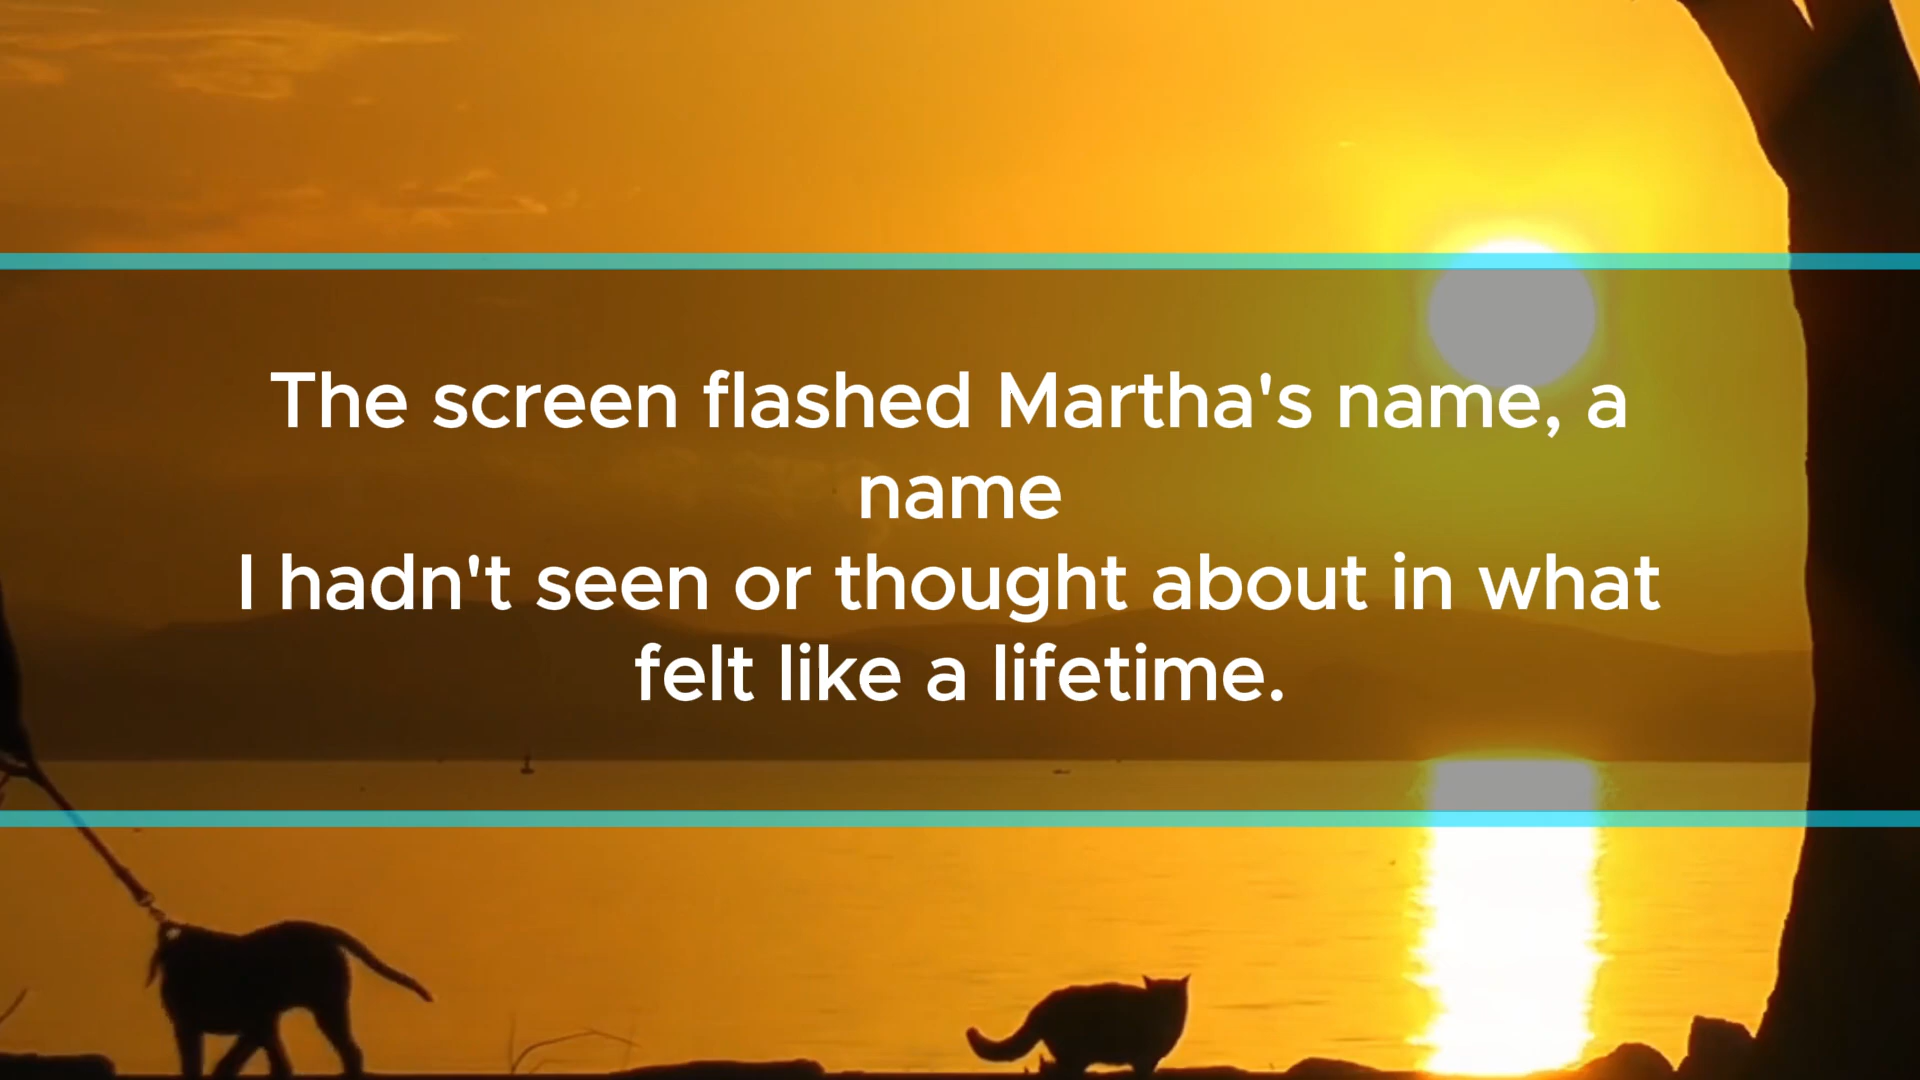 The screen flashed Martha's name, a
name
I hadn't seen or thought about in what
felt like a lifetime.